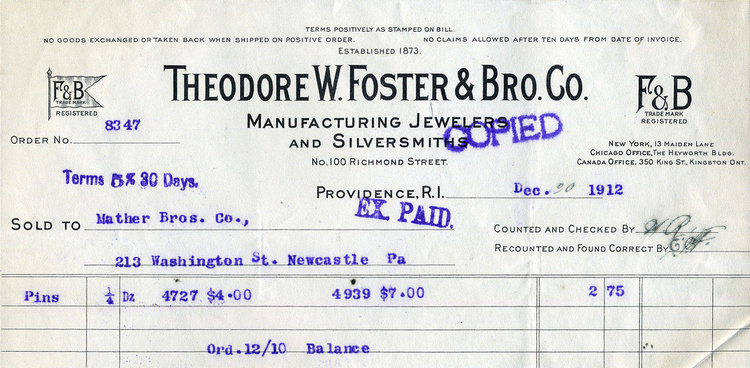 TERMS POSITIVELY AS STAMPED ON BILL.
NO GOODS EXCHANGED OR TAKEN BACK WHEN SHIPPED ON POSITIVE ORDER. NO CLAIMS ALLOWED AFTER TEN DAYS FROM DATE OF INVOICE.
ESTABLISHED 1873.
F&B
TRADE MARK
REGISTERED
THEODORE W. FOSTER & BRO. CO.
F&B
TRADE MARK
REGISTERED
MANUFACTURING JEWELERS
AND SILVERSMITHS
COPIED
ORDER NO. 8347
NO. 100 RICHMOND STREET.
NEW YORK, 13 MAIDEN LANE
CHICAGO OFFICE, THE HEYWORTH BLDG.
CANADA OFFICE, 350 KING ST., KINGSTON ONT.
Terms 5% 30 Days.
PROVIDENCE, R.I. Dec. 20 1912
EX. PAID.
SOLD TO Mather Bros. Co.,
213 Washington St. Newcastle Pa
COUNTED AND CHECKED BY
RECOUNTED AND FOUND CORRECT BY
Pins 1/4 Dz 4727 $4.00 4939 $7.00 2 75
Ord. 12/10 Balance